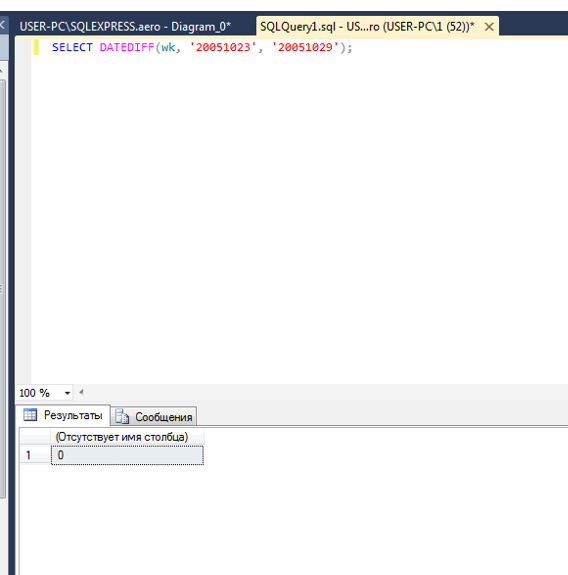 USER-PC\SQLEXPRESS.aero - Diagram_0* SQLQuery1.sql - US...ro (USER-PC\1 (52))*
SELECT DATEDIFF(wk, '20051023', '20051029');
100 %
Результаты Сообщения
(Отсутствует имя столбца)
1 0